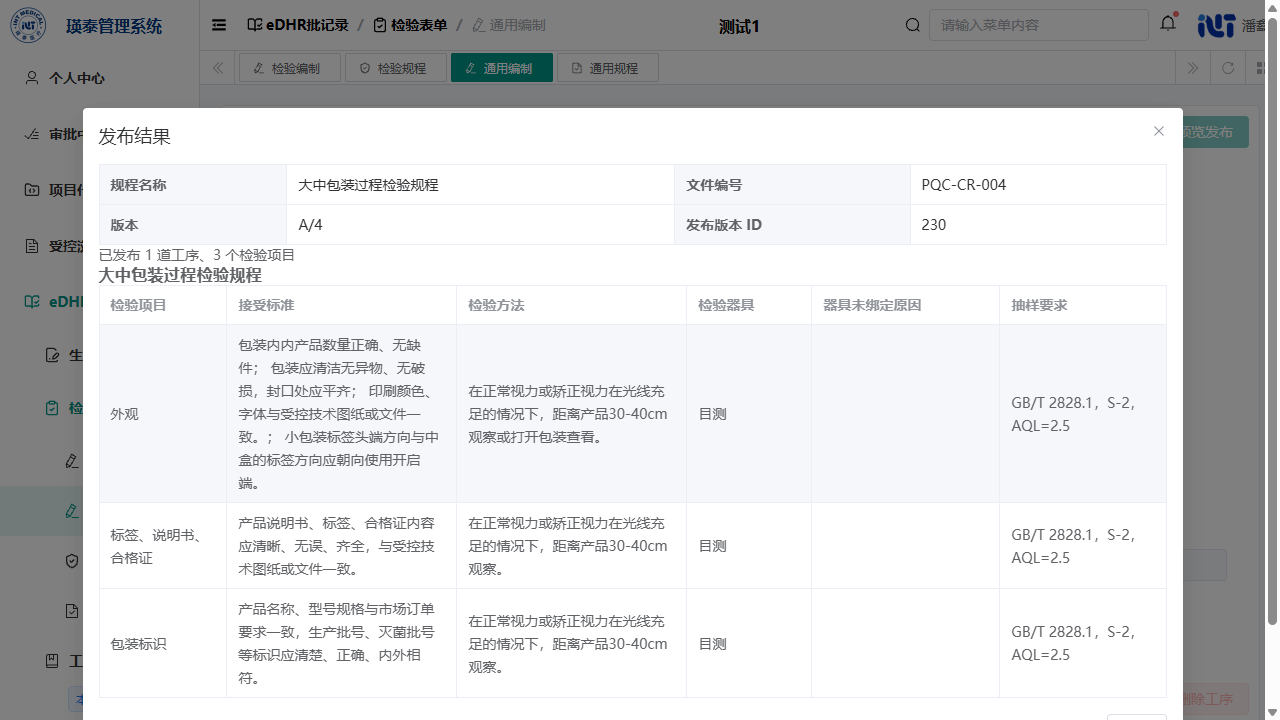 瑛泰管理系统
eDHR批记录 / 检验表单 / 通用编制
测试1
请输入菜单内容
检验编制
检验规程
通用编制
通用规程
个人中心
审批
项目
受控
eDHR
生
检
工
预览发布
删除工序
发布结果
规程名称 大中包装过程检验规程 文件编号 PQC-CR-004
版本 A/4 发布版本 ID 230
已发布 1 道工序、3 个检验项目
大中包装过程检验规程
检验项目 接受标准 检验方法 检验器具 器具未绑定原因 抽样要求
外观
包装内内产品数量正确、无缺
件； 包装应清洁无异物、无破
损，封口处应平齐； 印刷颜色、
字体与受控技术图纸或文件一
致。； 小包装标签头端方向与中
盒的标签方向应朝向使用开启
端。
在正常视力或矫正视力在光线充
足的情况下，距离产品30-40cm
观察或打开包装查看。
目测
GB/T 2828.1，S-2，
AQL=2.5
标签、说明书、
合格证
产品说明书、标签、合格证内容
应清晰、无误、齐全，与受控技
术图纸或文件一致。
在正常视力或矫正视力在光线充
足的情况下，距离产品30-40cm
观察。
目测
GB/T 2828.1，S-2，
AQL=2.5
包装标识
产品名称、型号规格与市场订单
要求一致，生产批号、灭菌批号
等标识应清楚、正确、内外相
符。
在正常视力或矫正视力在光线充
足的情况下，距离产品30-40cm
观察。
目测
GB/T 2828.1，S-2，
AQL=2.5